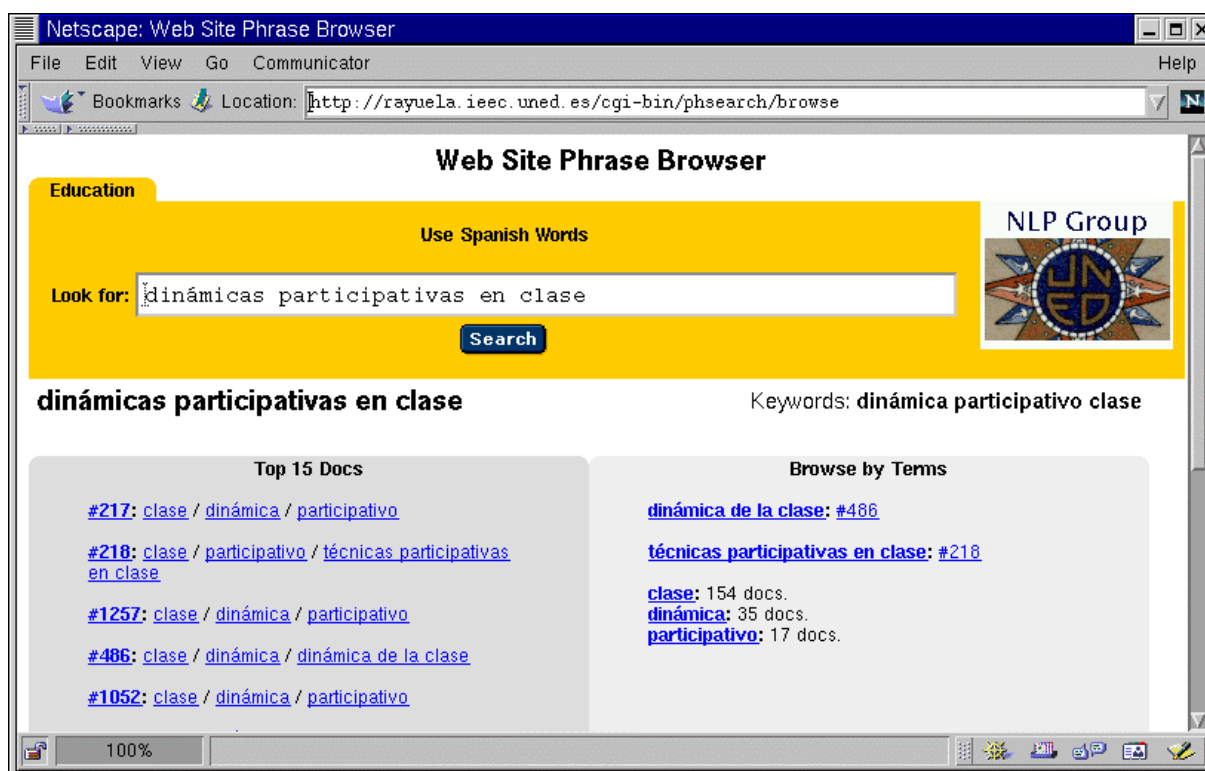 Netscape: Web Site Phrase Browser
File Edit View Go Communicator Help
Bookmarks Location: http://rayuela.ieec.uned.es/cgi-bin/phsearch/browse
N
Web Site Phrase Browser
Education
NLP Group
Use Spanish Words
UNED
Look for: dinámicas participativas en clase
Search
dinámicas participativas en clase
Keywords: dinámica participativo clase
Top 15 Docs
#217: clase / dinámica / participativo
#218: clase / participativo / técnicas participativas
en clase
#1257: clase / dinámica / participativo
#486: clase / dinámica / dinámica de la clase
#1052: clase / dinámica / participativo
Browse by Terms
dinámica de la clase: #486
técnicas participativas en clase: #218
clase: 154 docs.
dinámica: 35 docs.
participativo: 17 docs.
100%